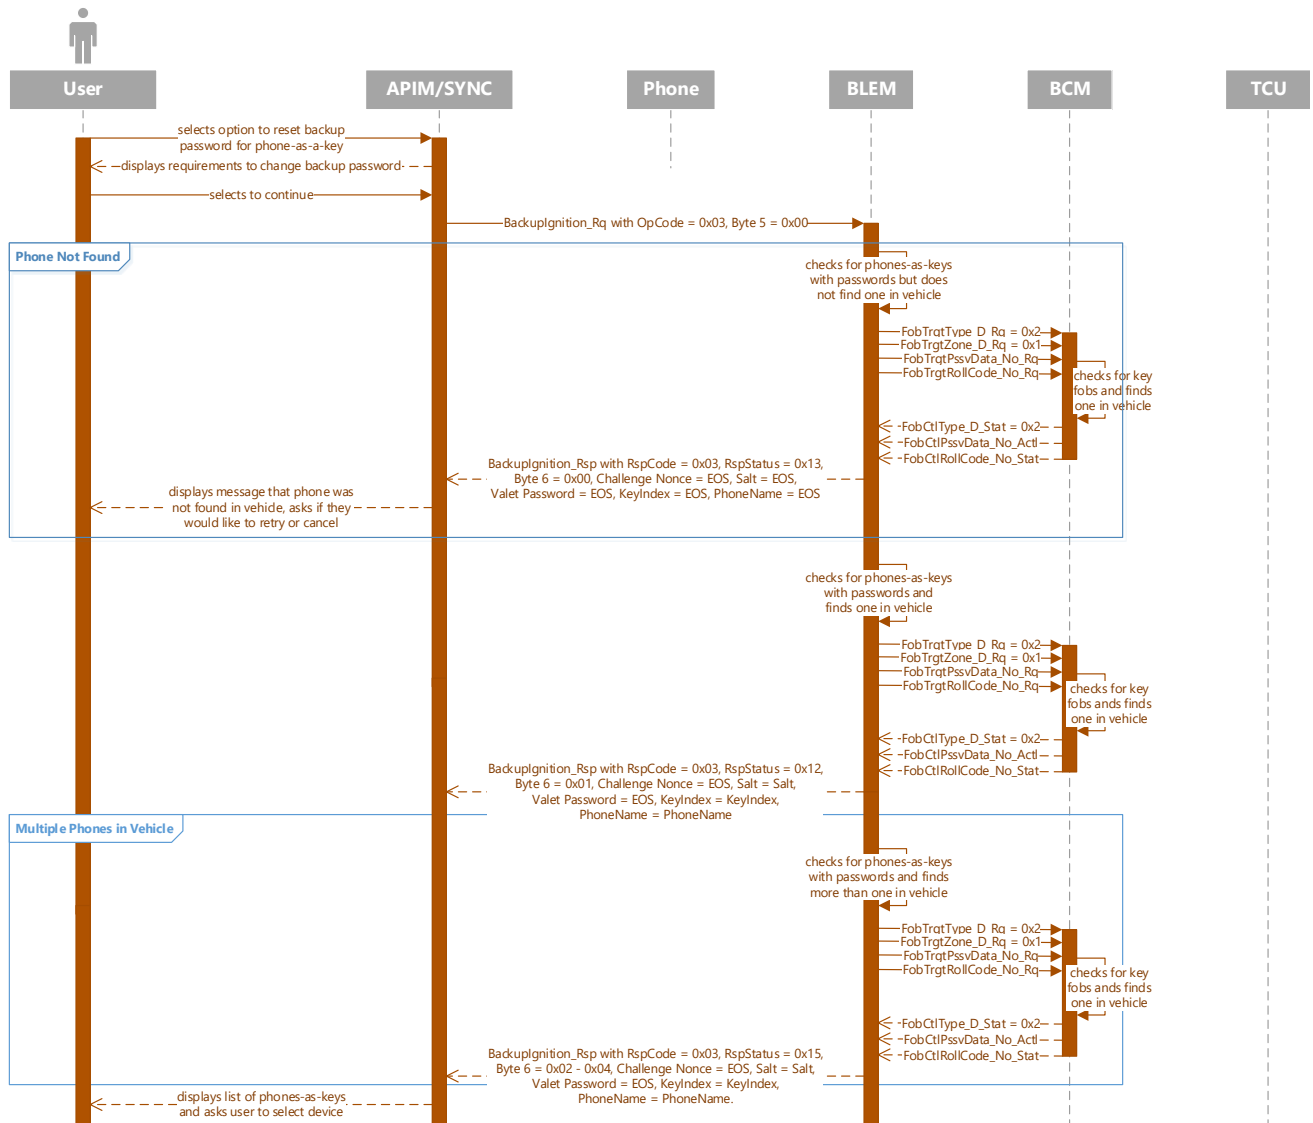 User
APIM/SYNC
Phone
BLEM
BCM
TCU
selects option to reset backup
password for phone-as-a-key
displays requirements to change backup password
selects to continue
BackupIgnition_Rq with OpCode = 0x03, Byte 5 = 0x00
Phone Not Found
checks for phones-as-keys
with passwords but does
not find one in vehicle
FobTrgtType_D_Rq = 0x2
FobTrgtZone_D_Rq = 0x1
FobTrgtPssvData_No_Rq
FobTrgtRollCode_No_Rq
checks for key
fobs and finds
one in vehicle
FobCtlType_D_Stat = 0x2
FobCtlPssvData_No_Actl
FobCtlRollCode_No_Stat
BackupIgnition_Rsp with RspCode = 0x03, RspStatus = 0x13,
Byte 6 = 0x00, Challenge Nonce = EOS, Salt = EOS,
Valet Password = EOS, KeyIndex = EOS, PhoneName = EOS
displays message that phone was
not found in vehicle, asks if they
would like to retry or cancel
checks for phones-as-keys
with passwords and
finds one in vehicle
FobTrgtType_D_Rq = 0x2
FobTrgtZone_D_Rq = 0x1
FobTrgtPssvData_No_Rq
FobTrgtRollCode_No_Rq
checks for key
fobs ands finds
one in vehicle
FobCtlType_D_Stat = 0x2
FobCtlPssvData_No_Actl
FobCtlRollCode_No_Stat
BackupIgnition_Rsp with RspCode = 0x03, RspStatus = 0x12,
Byte 6 = 0x01, Challenge Nonce = EOS, Salt = Salt,
Valet Password = EOS, KeyIndex = KeyIndex,
PhoneName = PhoneName
Multiple Phones in Vehicle
checks for phones-as-keys
with passwords and finds
more than one in vehicle
FobTrgtType_D_Rq = 0x2
FobTrgtZone_D_Rq = 0x1
FobTrgtPssvData_No_Rq
FobTrgtRollCode_No_Rq
checks for key
fobs ands finds
one in vehicle
FobCtlType_D_Stat = 0x2
FobCtlPssvData_No_Actl
FobCtlRollCode_No_Stat
BackupIgnition_Rsp with RspCode = 0x03, RspStatus = 0x15,
Byte 6 = 0x02 - 0x04, Challenge Nonce = EOS, Salt = Salt,
Valet Password = EOS, KeyIndex = KeyIndex,
PhoneName = PhoneName.
displays list of phones-as-keys
and asks user to select device